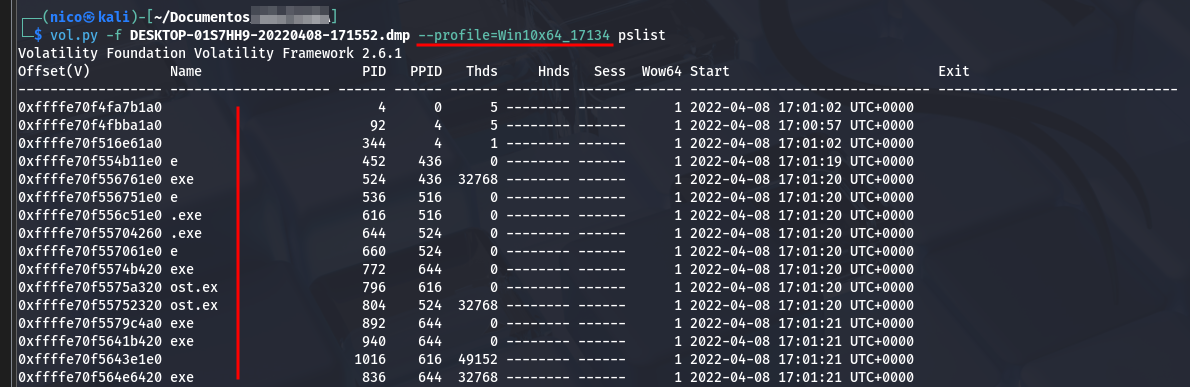 (nico㉿kali)-[~/Documentos ]
$ vol.py -f DESKTOP-01S7HH9-20220408-171552.dmp --profile=Win10x64_17134 pslist
Volatility Foundation Volatility Framework 2.6.1
Offset(V) Name PID PPID Thds Hnds Sess Wow64 Start Exit
------------------ -------------------- ------ ------ ------ -------- ------ ------ ------------------------------ ------------------------------
0xffffe70f4fa7b1a0 4 0 5 -------- ------ 1 2022-04-08 17:01:02 UTC+0000
0xffffe70f4fbba1a0 92 4 5 -------- ------ 1 2022-04-08 17:00:57 UTC+0000
0xffffe70f516e61a0 344 4 1 -------- ------ 1 2022-04-08 17:01:02 UTC+0000
0xffffe70f554b11e0 e 452 436 0 -------- ------ 1 2022-04-08 17:01:19 UTC+0000
0xffffe70f556761e0 exe 524 436 32768 -------- ------ 1 2022-04-08 17:01:20 UTC+0000
0xffffe70f556751e0 e 536 516 0 -------- ------ 1 2022-04-08 17:01:20 UTC+0000
0xffffe70f556c51e0 .exe 616 516 0 -------- ------ 1 2022-04-08 17:01:20 UTC+0000
0xffffe70f55704260 .exe 644 524 0 -------- ------ 1 2022-04-08 17:01:20 UTC+0000
0xffffe70f557061e0 e 660 524 0 -------- ------ 1 2022-04-08 17:01:20 UTC+0000
0xffffe70f5574b420 exe 772 644 0 -------- ------ 1 2022-04-08 17:01:20 UTC+0000
0xffffe70f5575a320 ost.ex 796 616 0 -------- ------ 1 2022-04-08 17:01:20 UTC+0000
0xffffe70f55752320 ost.ex 804 524 32768 -------- ------ 1 2022-04-08 17:01:20 UTC+0000
0xffffe70f5579c4a0 exe 892 644 0 -------- ------ 1 2022-04-08 17:01:21 UTC+0000
0xffffe70f5641b420 exe 940 644 0 -------- ------ 1 2022-04-08 17:01:21 UTC+0000
0xffffe70f5643e1e0 1016 616 49152 -------- ------ 1 2022-04-08 17:01:21 UTC+0000
0xffffe70f564e6420 exe 836 644 32768 -------- ------ 1 2022-04-08 17:01:21 UTC+0000